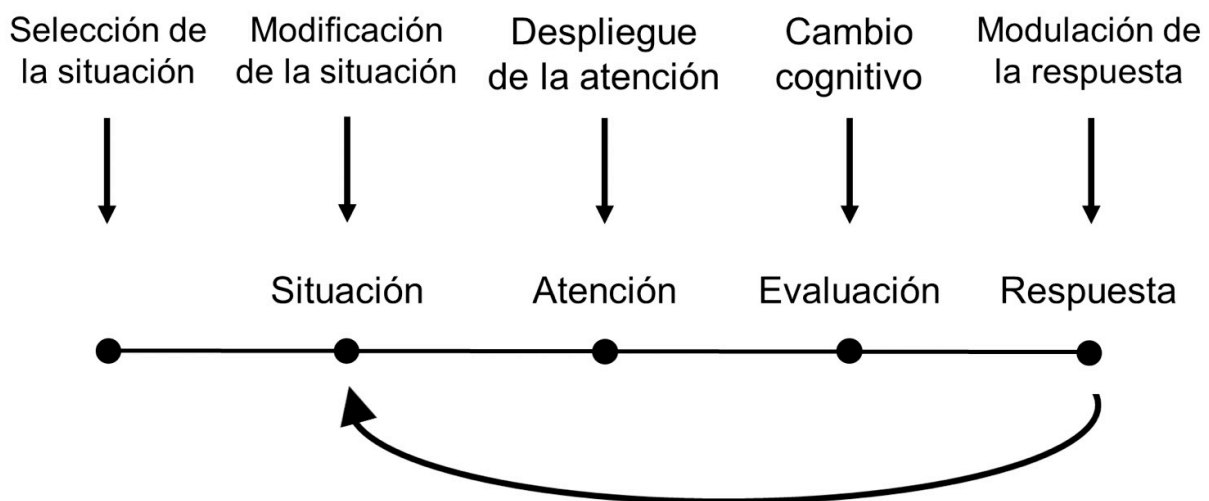 Selección de
la situación
Modificación
de la situación
Despliegue
de la atención
Cambio
cognitivo
Modulación de
la respuesta
Situación
Atención
Evaluación
Respuesta